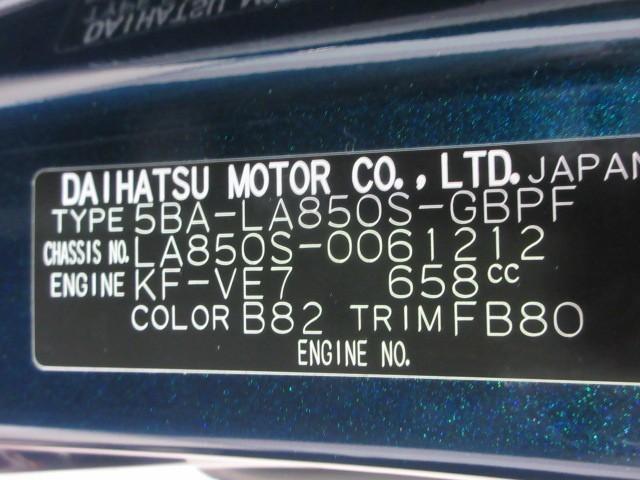 DAIHATSU MOTOR CO., LTD. JAPAN
TYPE 5BA-LA850S-GBPF
CHASSIS NO. LA850S-0061212
ENGINE KF-VE7 658cc
COLOR B82 TRIM FB80
ENGINE NO.